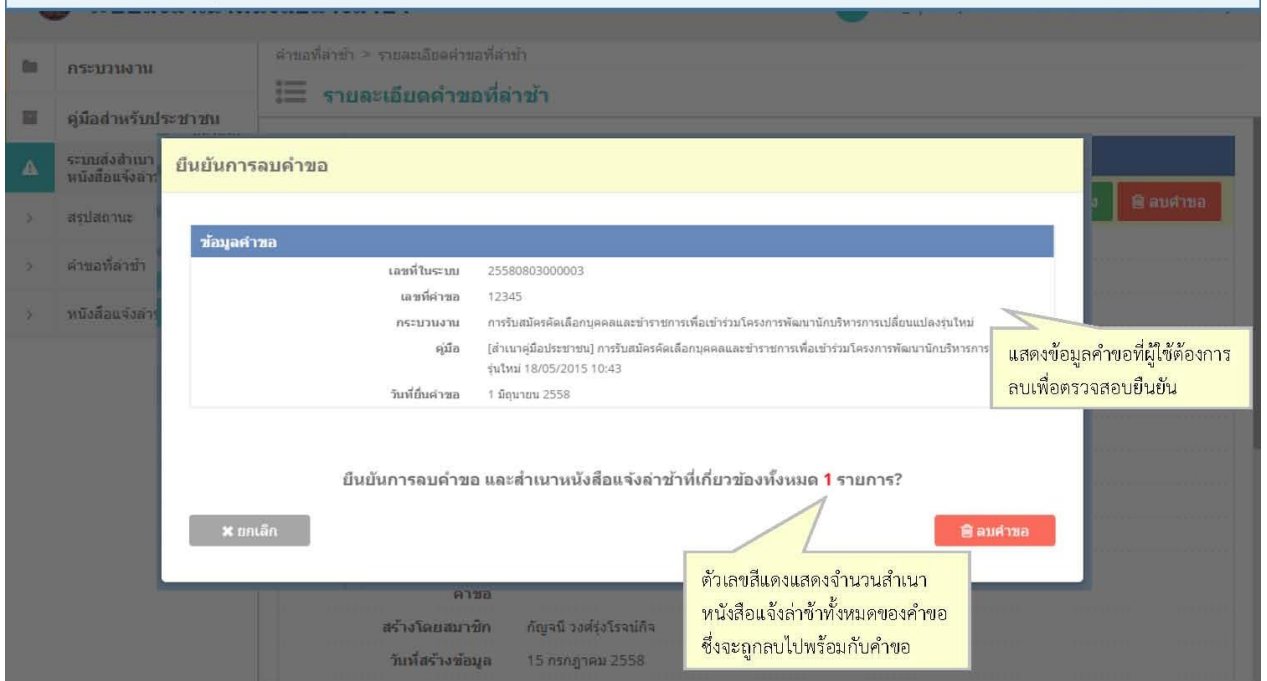 คำขอที่ล่าช้า > รายละเอียดคำขอที่ล่าช้า
รายละเอียดคำขอที่ล่าช้า
กระบวนงาน
คู่มือสำหรับประชาชน
ระบบส่งสำเนา
หนังสือแจ้งล่า
สรุปสถานะ
คำขอที่ล่าช้า
หนังสือแจ้งล่า
ลบคำขอ
ยืนยันการลบคำขอ
ข้อมูลคำขอ
เลขที่ในระบบ 25580803000003
เลขที่คำขอ 12345
กระบวนงาน การรับสมัครคัดเลือกบุคคลและข้าราชการเพื่อเข้าร่วมโครงการพัฒนานักบริหารการเปลี่ยนแปลงรุ่นใหม่
คู่มือ [สำเนาคู่มือประชาชน] การรับสมัครคัดเลือกบุคคลและข้าราชการเพื่อเข้าร่วมโครงการพัฒนานักบริหารการ
รุ่นใหม่ 18/05/2015 10:43
วันที่ยื่นคำขอ 1 มิถุนายน 2558
แสดงข้อมูลคำขอที่ผู้ใช้ต้องการ
ลบเพื่อตรวจสอบยืนยัน
ยืนยันการลบคำขอ และสำเนาหนังสือแจ้งล่าช้าที่เกี่ยวข้องทั้งหมด 1 รายการ?
ยกเลิก
ลบคำขอ
ตัวเลขสีแดงแสดงจำนวนสำเนา
หนังสือแจ้งล่าช้าทั้งหมดของคำขอ
ซึ่งจะถูกลบไปพร้อมกับคำขอ
คำขอ
สร้างโดยสมาชิก กัญจนี วงศ์รุ่งโรจน์กิจ
วันที่สร้างข้อมูล 15 กรกฎาคม 2558